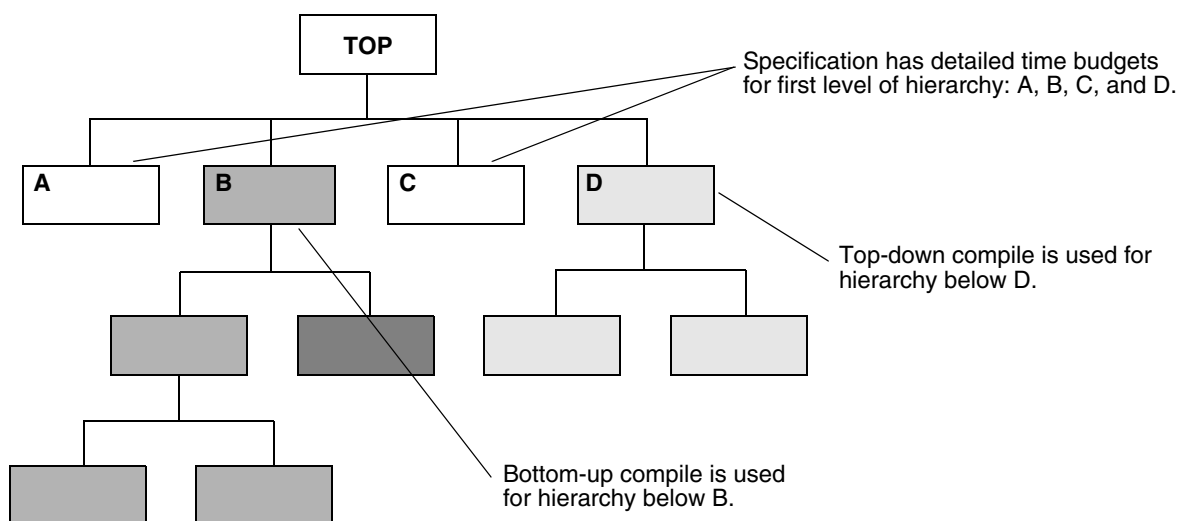 TOP
Specification has detailed time budgets
for first level of hierarchy: A, B, C, and D.
A
B
C
D
Top-down compile is used for
hierarchy below D.
Bottom-up compile is used
for hierarchy below B.